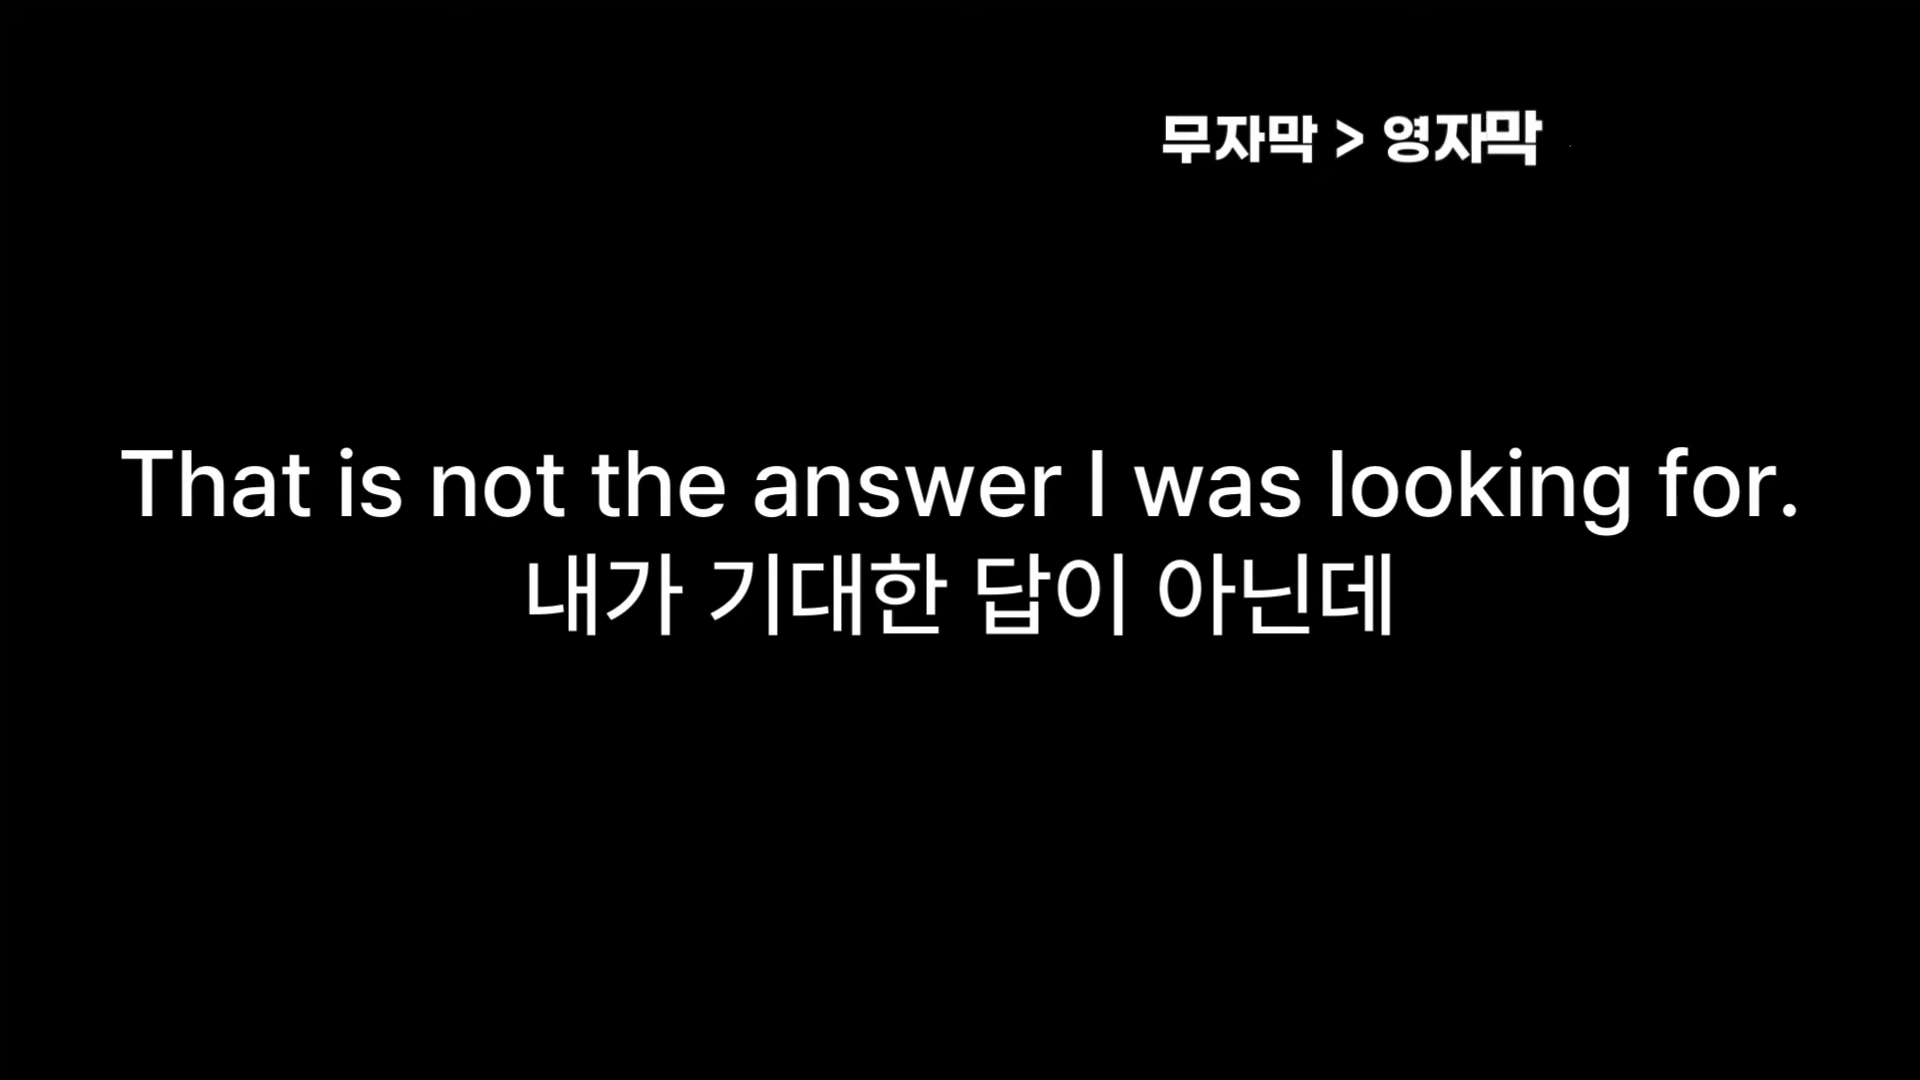 무자막 > 영자막
That is not the answer I was looking for.
내가 기대한 답이 아닌데